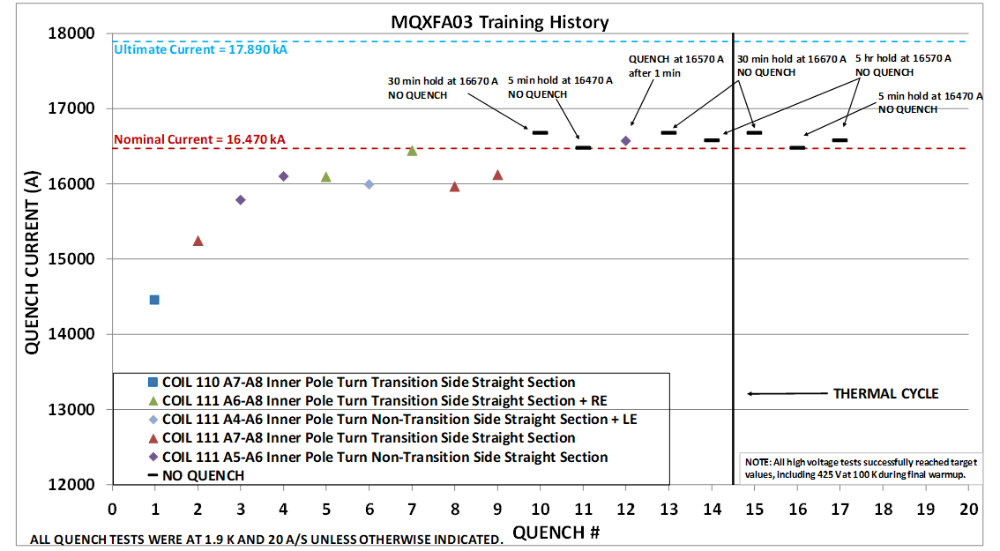 MQXFA03 Training History
18000
Ultimate Current = 17.890 kA
QUENCH at 16570 A
after 1 min
30 min hold at 16670 A
NO QUENCH
5 hr hold at 16570 A
NO QUENCH
30 min hold at 16670 A
NO QUENCH
5 min hold at 16470 A
NO QUENCH
5 min hold at 16470 A
NO QUENCH
17000
Nominal Current = 16.470 kA
16000
15000
14000
13000
12000
QUENCH CURRENT (A)
COIL 110 A7-A8 Inner Pole Turn Transition Side Straight Section
COIL 111 A6-A8 Inner Pole Turn Transition Side Straight Section + RE
COIL 111 A4-A6 Inner Pole Turn Non-Transition Side Straight Section + LE
COIL 111 A7-A8 Inner Pole Turn Transition Side Straight Section
COIL 111 A5-A6 Inner Pole Turn Non-Transition Side Straight Section
NO QUENCH
THERMAL CYCLE
NOTE: All high voltage tests successfully reached target
values, including 425 V at 100 K during final warmup.
0 1 2 3 4 5 6 7 8 9 10 11 12 13 14 15 16 17 18 19 20
QUENCH #
ALL QUENCH TESTS WERE AT 1.9 K AND 20 A/S UNLESS OTHERWISE INDICATED.